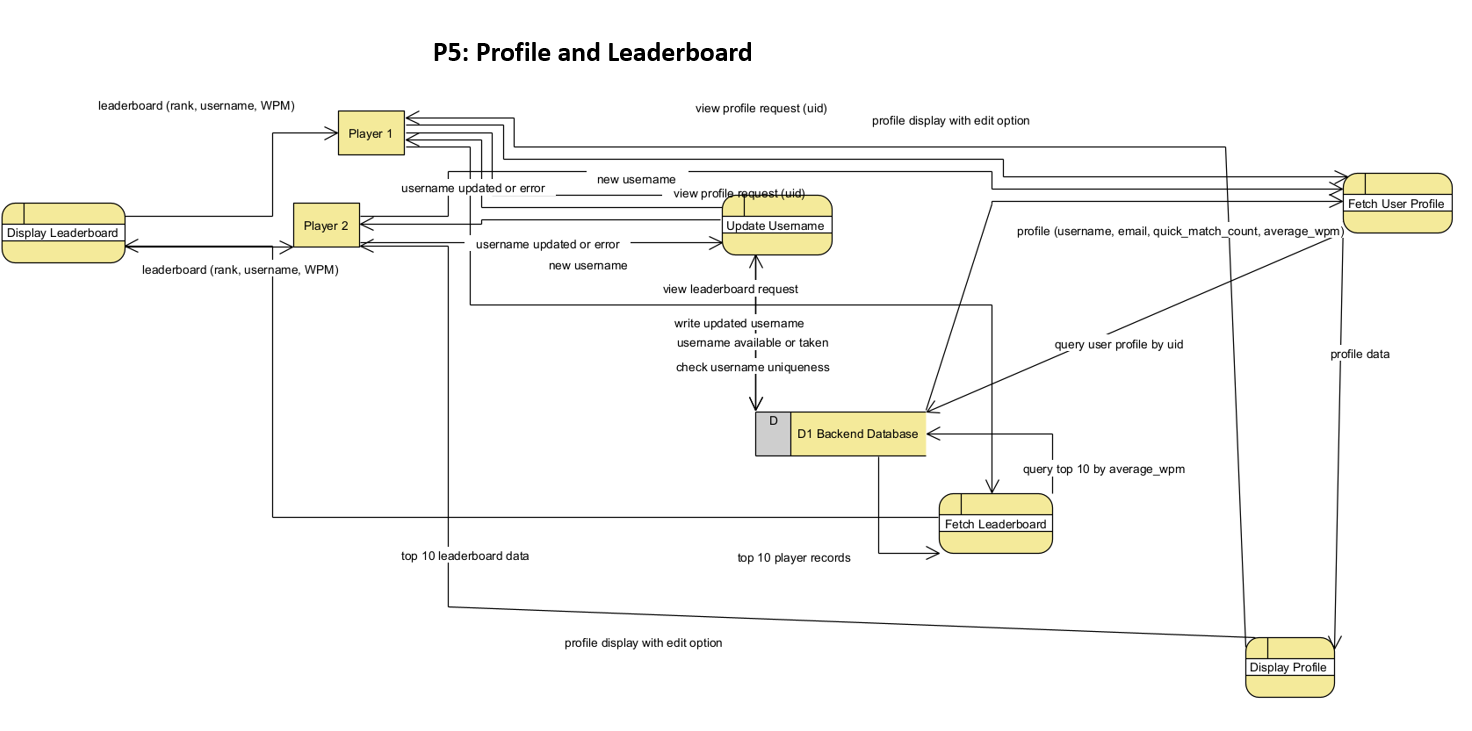 P5: Profile and Leaderboard
leaderboard (rank, username, WPM)
view profile request (uid)
profile display with edit option
Player 1
new username
username updated or error
view profile request (uid)
Fetch User Profile
Player 2
Update Username
Display Leaderboard
profile (username, email, quick_match_count, average_wpm)
username updated or error
new username
leaderboard (rank, username, WPM)
view leaderboard request
write updated username
username available or taken
query user profile by uid
profile data
check username uniqueness
D
D1 Backend Database
query top 10 by average_wpm
Fetch Leaderboard
top 10 leaderboard data
top 10 player records
profile display with edit option
Display Profile